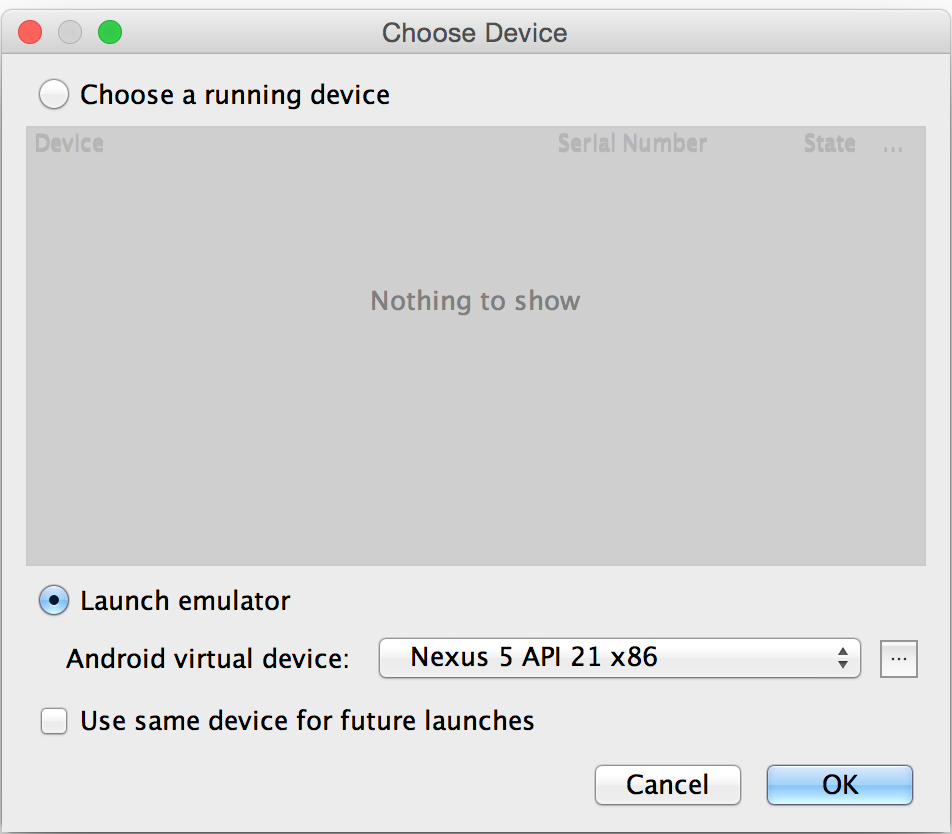 Choose Device
Choose a running device
Device Serial Number State ...
Nothing to show
Launch emulator
Android virtual device: Nexus 5 API 21 x86 ...
Use same device for future launches
Cancel OK